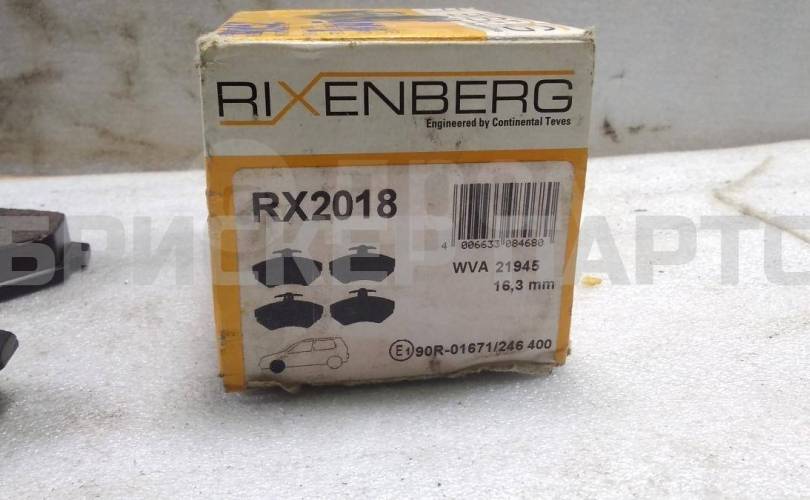 RIXENBERG
Engineered by Continental Teves
RX2018
4 006633 084680
WVA 21945
16,3 mm
E1 90R-01671/246 400
БРИСКЕР ПАРТС